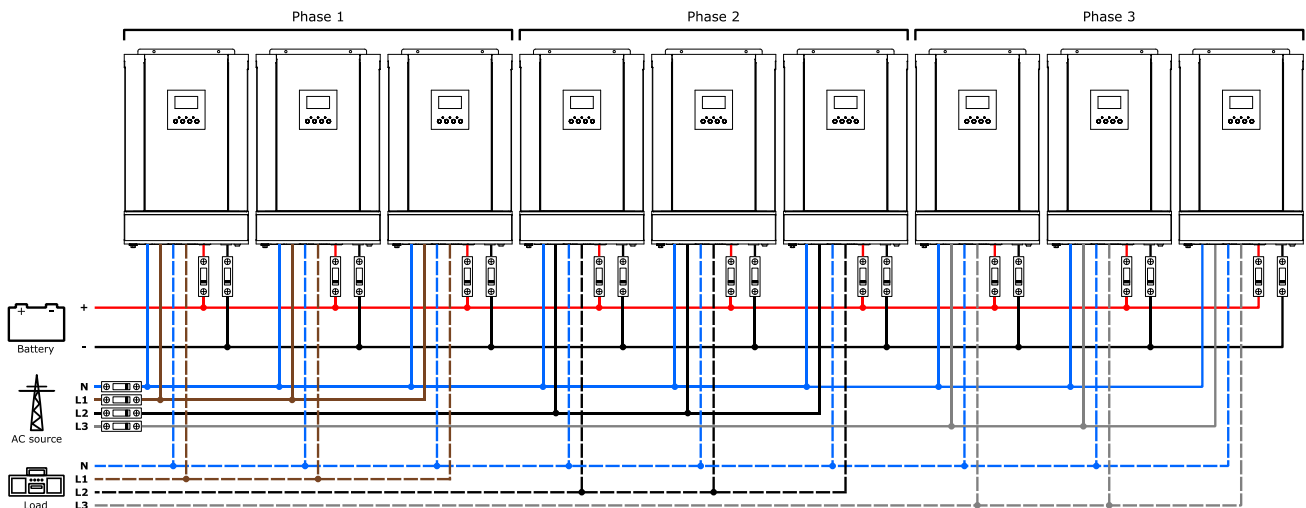 Phase 1
Phase 2
Phase 3
+
+ -
Battery
-
N
L1
L2
L3
AC source
N
L1
L2
L3
Load